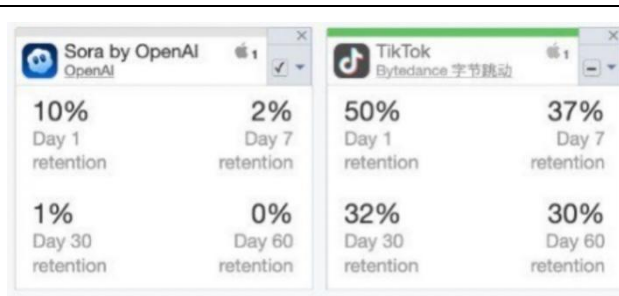 Sora by OpenAI
OpenAI
1
10%
Day 1
retention
2%
Day 7
retention
1%
Day 30
retention
0%
Day 60
retention
TikTok
Bytedance 字节跳动
1
50%
Day 1
retention
37%
Day 7
retention
32%
Day 30
retention
30%
Day 60
retention